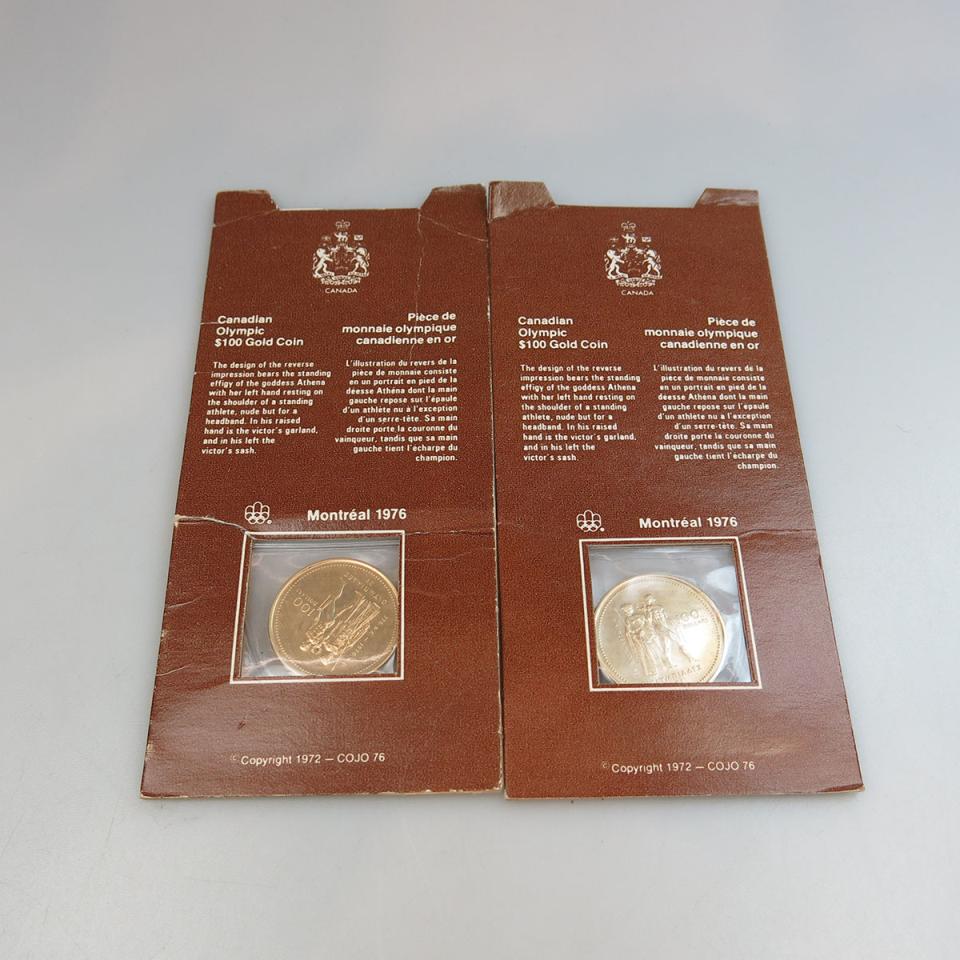 CANADA
Canadian
Olympic
$100 Gold Coin
Pièce de
monnaie olympique
canadienne en or
The design of the reverse
impression bears the standing
effigy of the goddess Athena
with her left hand resting on
the shoulder of a standing
athlete, nude but for a
headband. In his raised
hand is the victor's garland,
and in his left the
victor's sash.
L'illustration du revers de la
pièce de monnaie consiste
en un portrait en pied de la
déesse Athéna dont la main
gauche repose sur l'épaule
d'un athlète nu à l'exception
d'un serre-tête. Sa main
droite porte la couronne du
vainqueur, tandis que sa main
gauche tient l'écharpe du
champion.
Montréal 1976
100
© Copyright 1972 — COJO 76
CANADA
Canadian
Olympic
$100 Gold Coin
Pièce de
monnaie olympique
canadienne en or
The design of the reverse
impression bears the standing
effigy of the goddess Athena
with her left hand resting on
the shoulder of a standing
athlete, nude but for a
headband. In his raised
hand is the victor's garland,
and in his left the
victor's sash.
L'illustration du revers de la
pièce de monnaie consiste
en un portrait en pied de la
déesse Athéna dont la main
gauche repose sur l'épaule
d'un athlète nu à l'exception
d'un serre-tête. Sa main
droite porte la couronne du
vainqueur, tandis que sa main
gauche tient l'écharpe du
champion.
Montréal 1976
DOLLARS
© Copyright 1972 — COJO 76